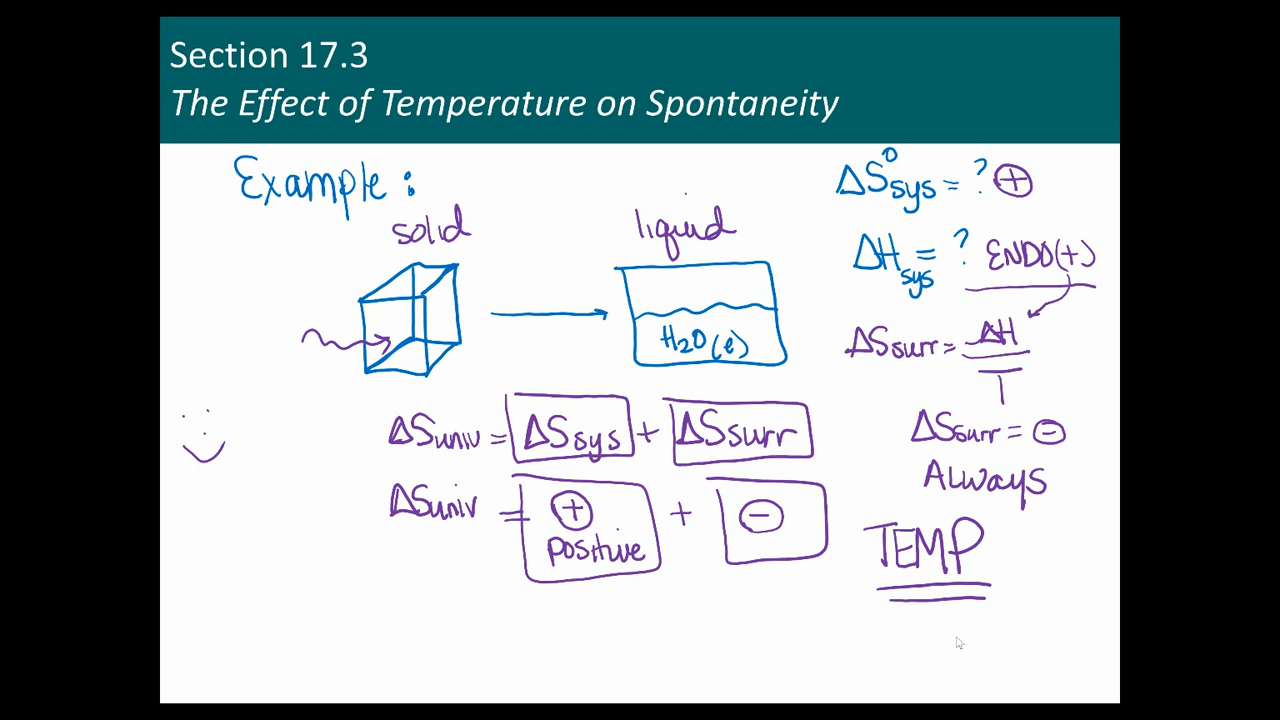 Section 17.3
The Effect of Temperature on Spontaneity
Example:
solid
liquid
H₂O(ℓ)
ΔS°sys = ? ⊕
ΔHsys = ? ENDO(+)
ΔSsurr = -ΔH/T
ΔSsurr = ⊖
ALWAYS
TEMP
ΔSuniv = ΔSsys + ΔSsurr
ΔSuniv = ⊕ positive + ⊖